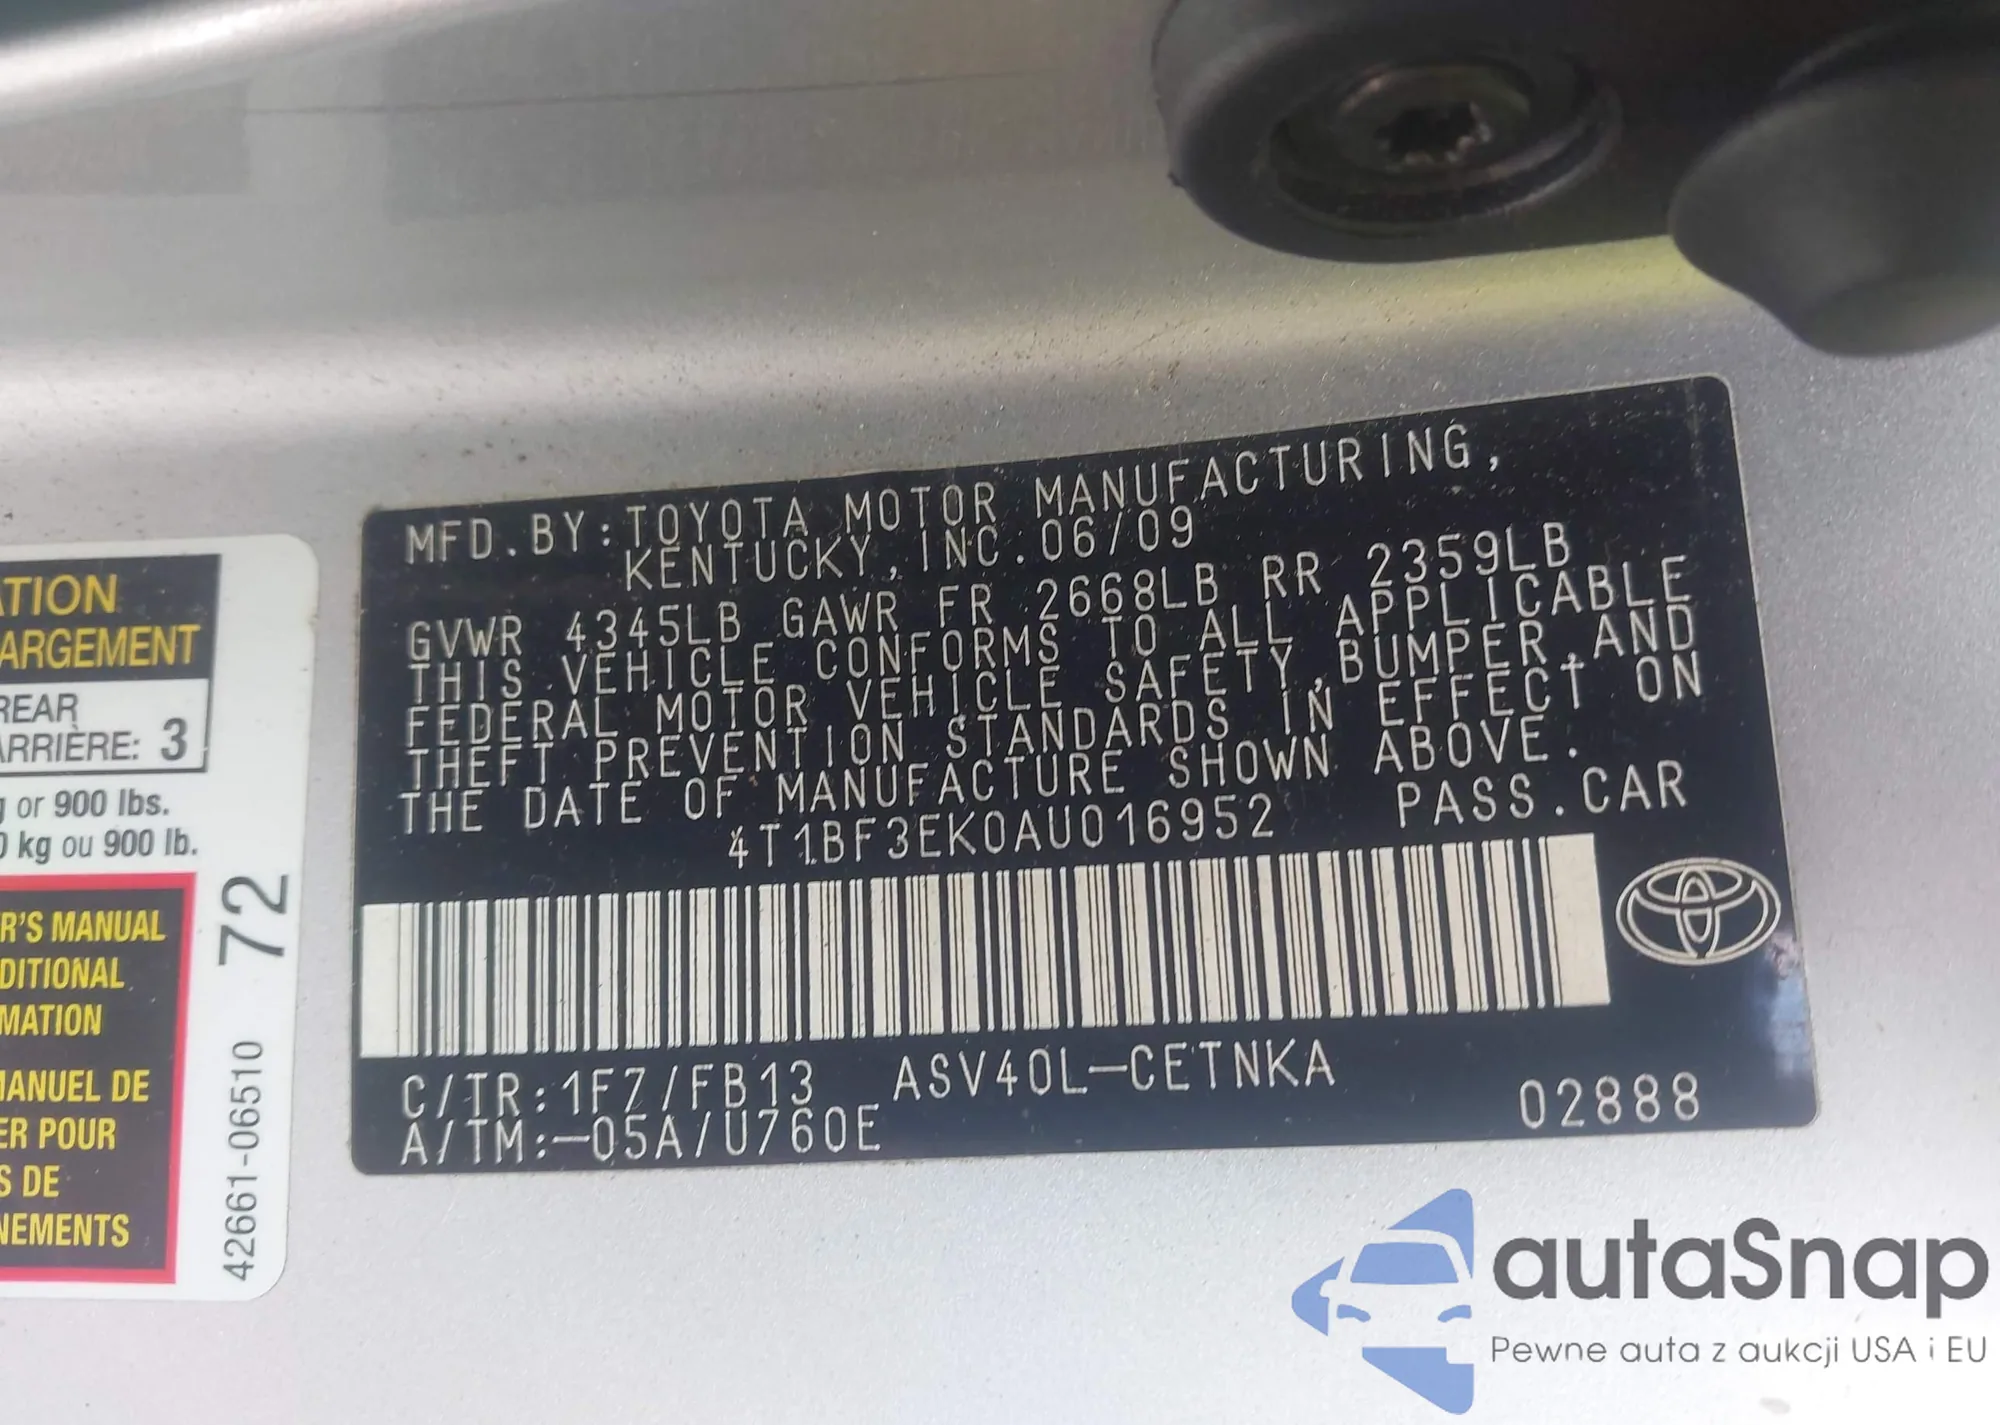 MFD.BY:TOYOTA MOTOR MANUFACTURING,
KENTUCKY,INC.06/09
GVWR 4345LB GAWR FR 2668LB RR 2359LB
THIS VEHICLE CONFORMS TO ALL APPLICABLE
FEDERAL MOTOR VEHICLE SAFETY,BUMPER,AND
THEFT PREVENTION STANDARDS IN EFFECT ON
THE DATE OF MANUFACTURE SHOWN ABOVE.
4T1BF3EK0AU016952 PASS.CAR
C/TR:1F7/FB13 ASV40L-CETNKA
A/TM:-05A/U760E 02888
ATION
ARGEMENT
REAR
ARRIÈRE: 3
g or 900 lbs.
0 kg ou 900 lb.
R'S MANUAL
DITIONAL
MATION
MANUEL DE
ER POUR
S DE
NEMENTS
42661-06510 72
autaSnap
Pewne auta z aukcji USA i EU